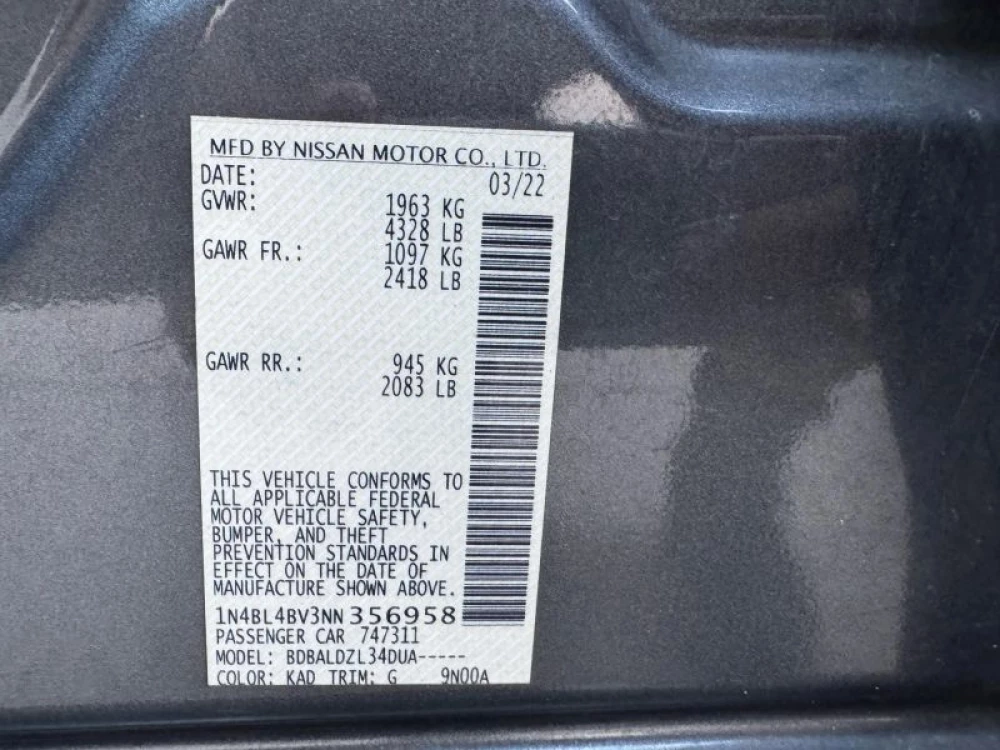 MFD BY NISSAN MOTOR CO., LTD.
DATE: 03/22
GVWR: 1963 KG
4328 LB
GAWR FR.: 1097 KG
2418 LB
GAWR RR.: 945 KG
2083 LB
THIS VEHICLE CONFORMS TO
ALL APPLICABLE FEDERAL
MOTOR VEHICLE SAFETY,
BUMPER, AND THEFT
PREVENTION STANDARDS IN
EFFECT ON THE DATE OF
MANUFACTURE SHOWN ABOVE.
1N4BL4BV3NN356958
PASSENGER CAR 747311
MODEL: BDBALDZL34DUA-----
COLOR: KAD TRIM: G 9N00A